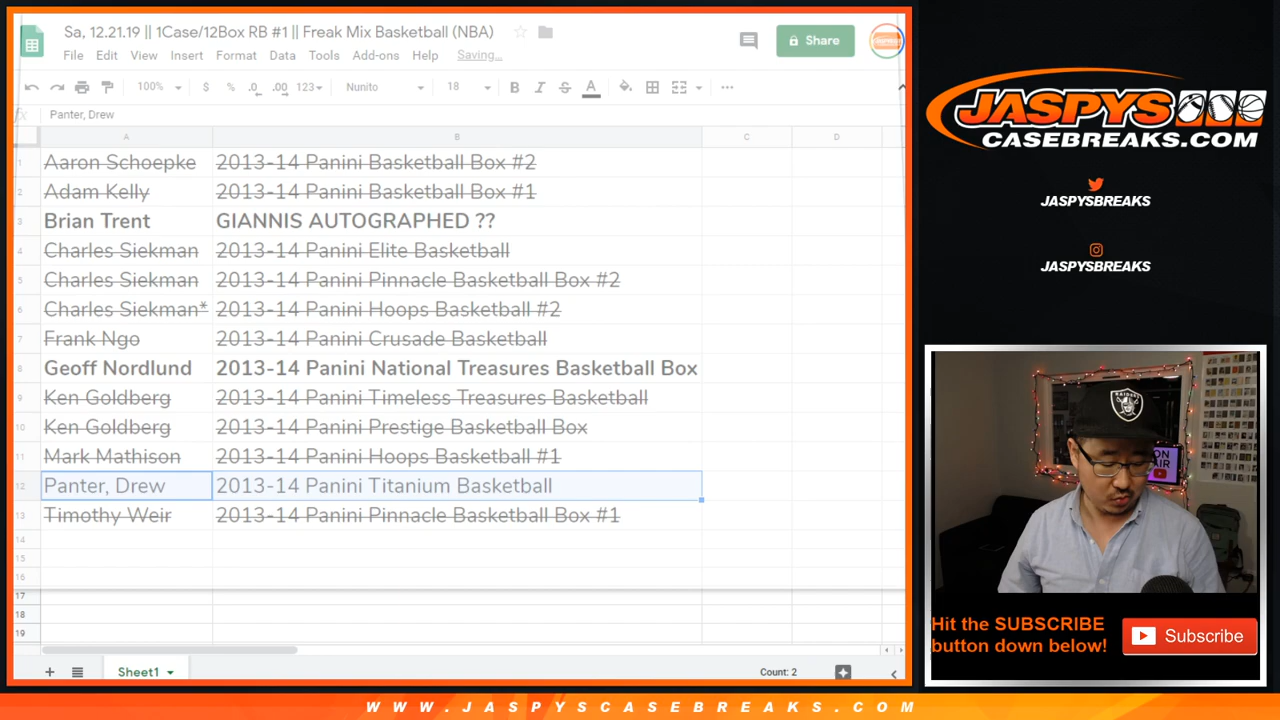 Sa, 12.21.19 || 1Case/12Box RB #1 || Freak Mix Basketball (NBA)
File Edit View Insert Format Data Tools Add-ons Help Saving...
Share
100% $ % .0 .00 123 Nunito 18 B I S A
fx Panter, Drew
A B C D
1 Aaron Schoepke 2013-14 Panini Basketball Box #2
2 Adam Kelly 2013-14 Panini Basketball Box #1
3 Brian Trent GIANNIS AUTOGRAPHED ??
4 Charles Siekman 2013-14 Panini Elite Basketball
5 Charles Siekman 2013-14 Panini Pinnacle Basketball Box #2
6 Charles Siekman* 2013-14 Panini Hoops Basketball #2
7 Frank Ngo 2013-14 Panini Crusade Basketball
8 Geoff Nordlund 2013-14 Panini National Treasures Basketball Box
9 Ken Goldberg 2013-14 Panini Timeless Treasures Basketball
10 Ken Goldberg 2013-14 Panini Prestige Basketball Box
11 Mark Mathison 2013-14 Panini Hoops Basketball #1
12 Panter, Drew 2013-14 Panini Titanium Basketball
13 Timothy Weir 2013-14 Panini Pinnacle Basketball Box #1
14
15
16
17
18
19
Sheet1
Count: 2
JASPYS
CASEBREAKS.COM
JASPYSBREAKS
JASPYSBREAKS
RAIDERS
ON
AIR
Hit the SUBSCRIBE
button down below!
Subscribe
WWW.JASPYSCASEBREAKS.COM